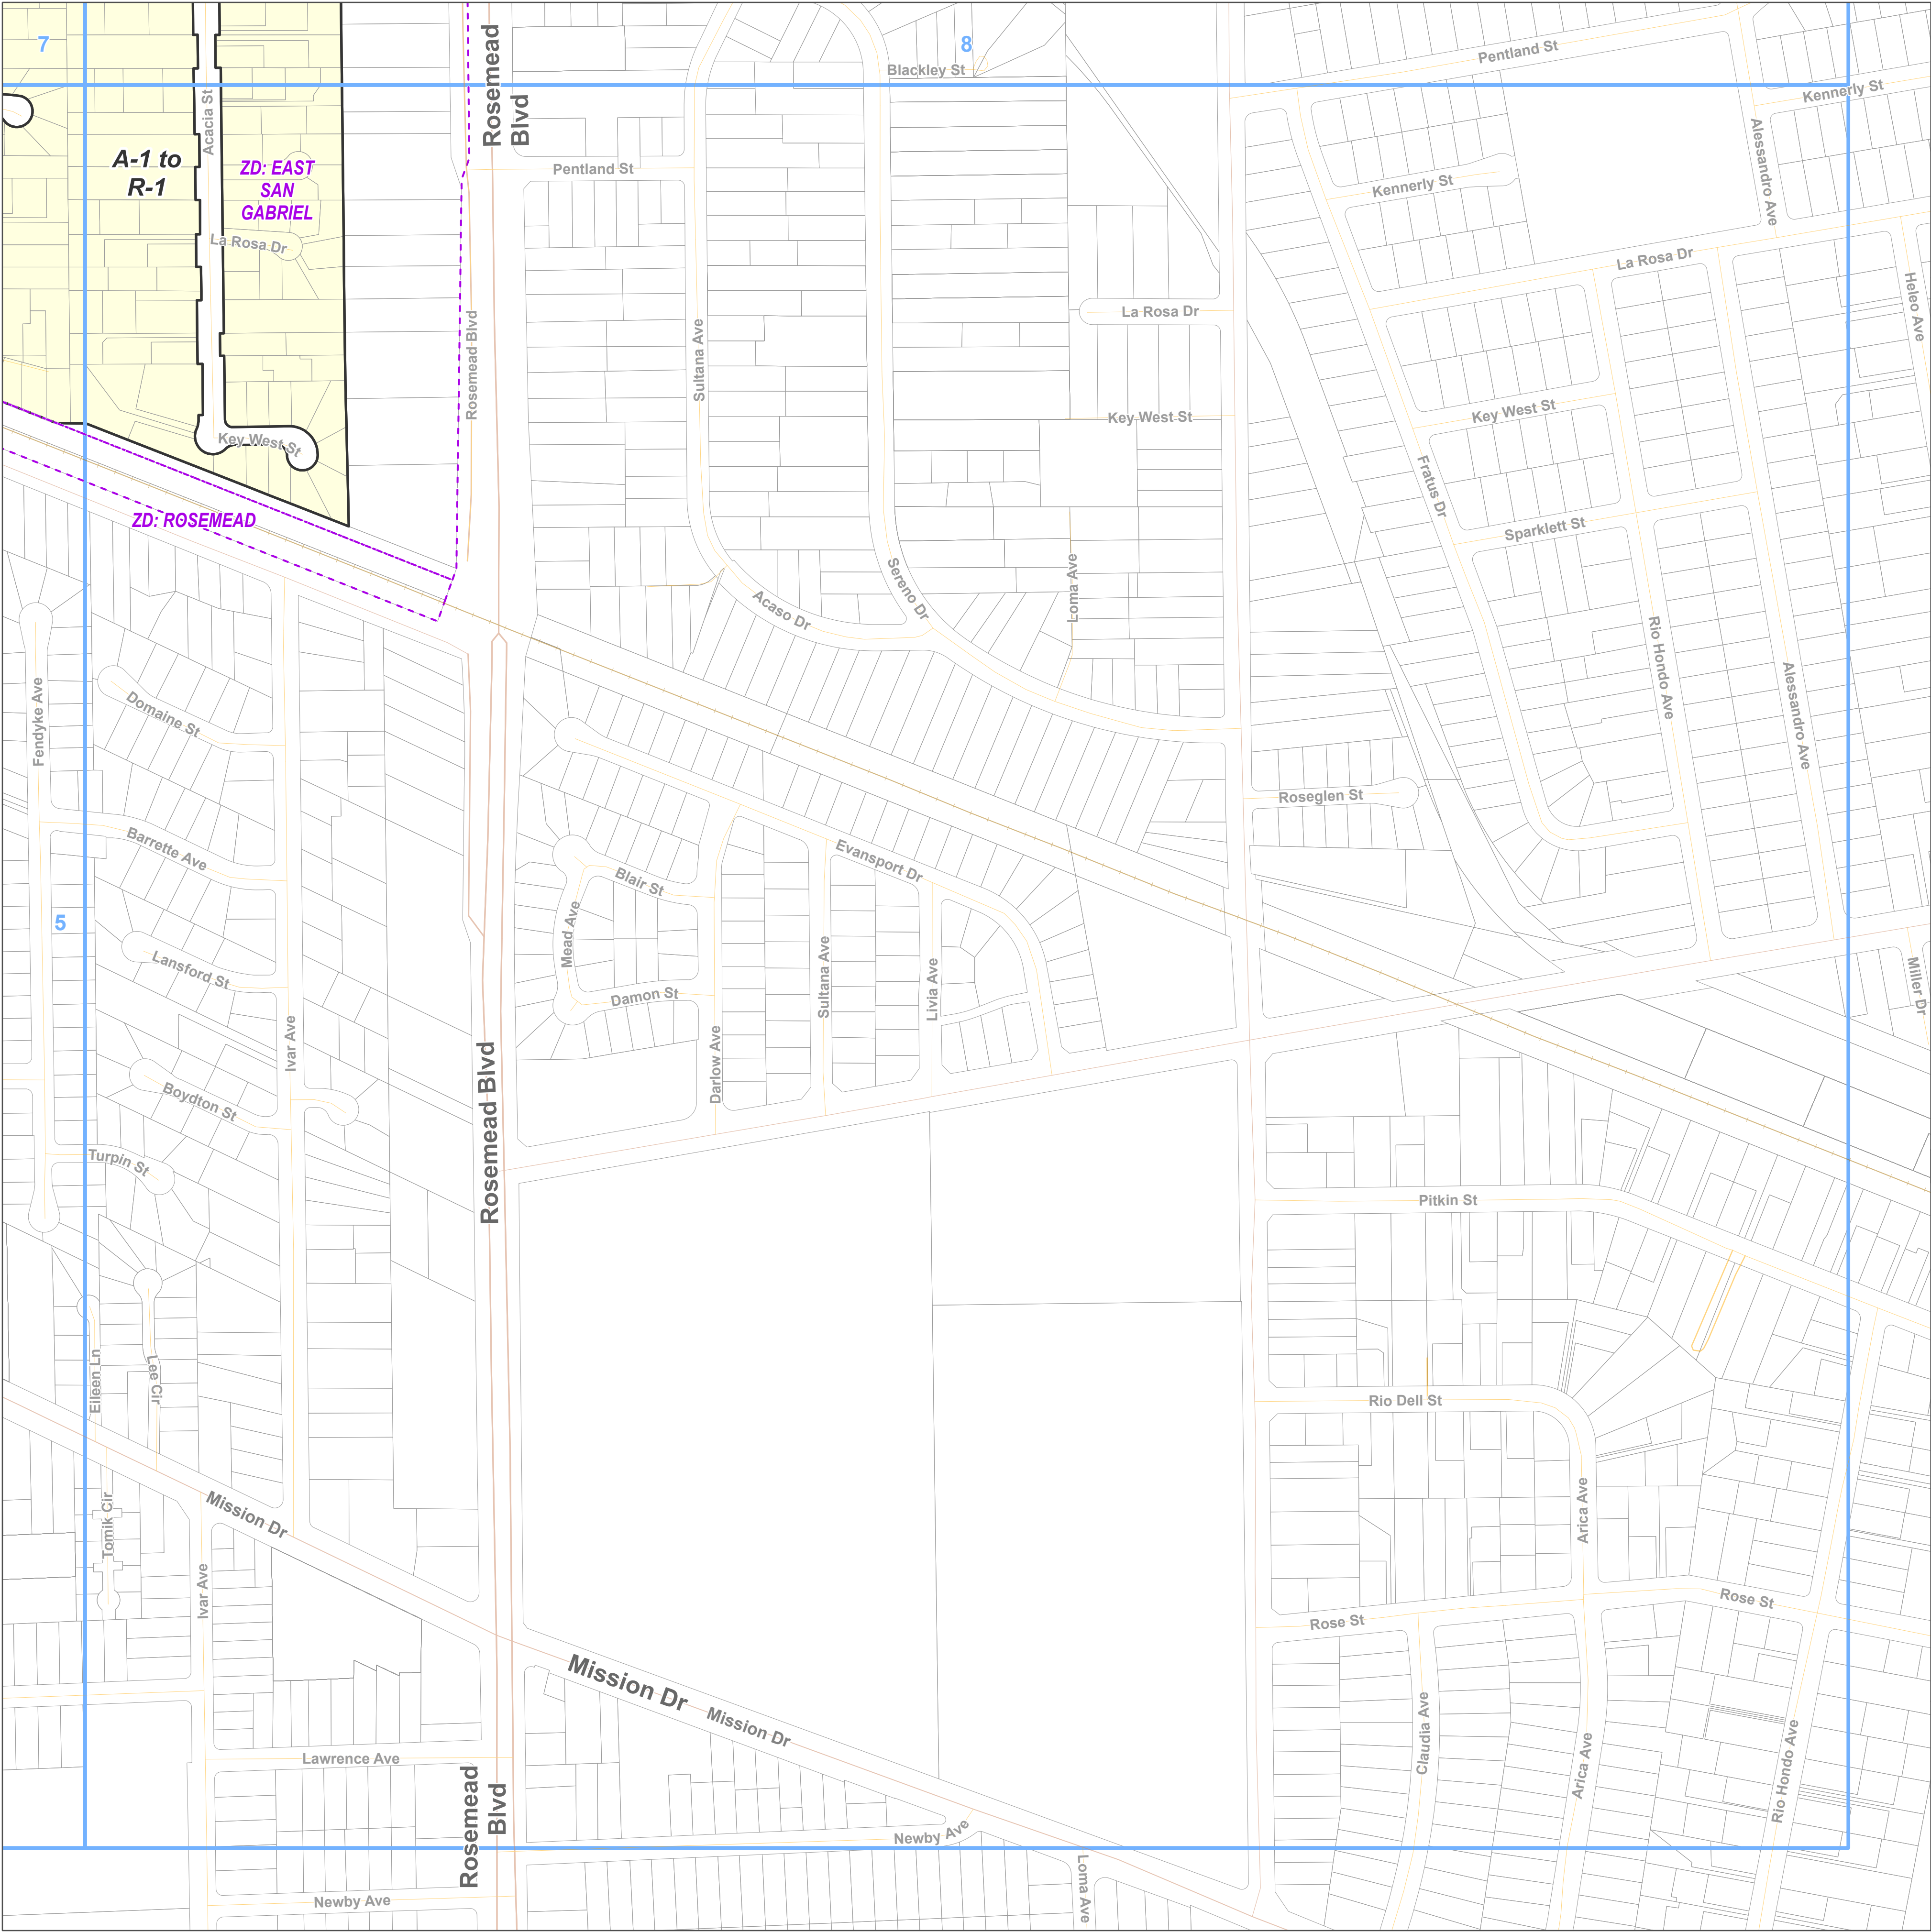 7
8
Rosemead
Blvd
Blackley St
Pentland St
Kennerly St
Acacia St
A-1 to
R-1
ZD: EAST
SAN
GABRIEL
La Rosa Dr
Pentland St
Kennerly St
Alessandro Ave
La Rosa Dr
Heleo Ave
La Rosa Dr
Rosemead Blvd
Sultana Ave
Key West St
Key West St
Key West St
ZD: ROSEMEAD
Fratus Dr
Sparklett St
Acaso Dr
Sereno Dr
Loma Ave
Rio Hondo Ave
Alessandro Ave
Fendyke Ave
Domaine St
Roseglen St
Barrette Ave
Evansport Dr
Blair St
5
Mead Ave
Lansford St
Damon St
Sultana Ave
Livia Ave
Miller Dr
Ivar Ave
Darlow Ave
Rosemead Blvd
Boydton St
Turpin St
Pitkin St
Eileen Ln
Lee Cir
Rio Dell St
Mission Dr
Tomik Cir
Arica Ave
Ivar Ave
Rose St
Rose St
Mission Dr
Mission Dr
Claudia Ave
Arica Ave
Rio Hondo Ave
Lawrence Ave
Rosemead
Blvd
Newby Ave
Loma Ave
Newby Ave